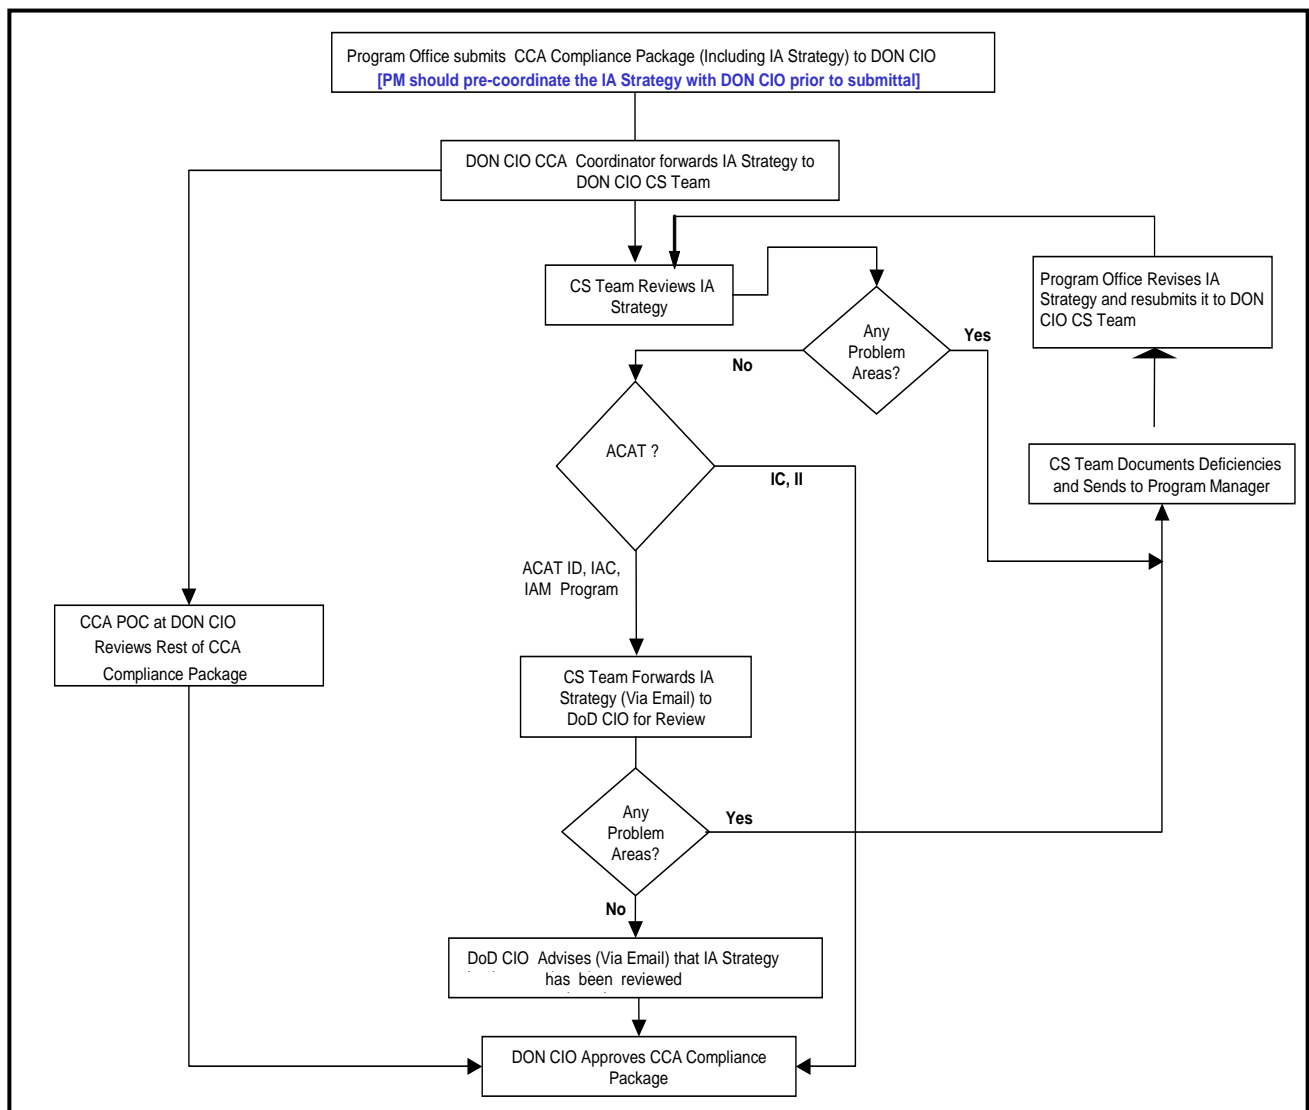 Program Office submits CCA Compliance Package (Including IA Strategy) to DON CIO
[PM should pre-coordinate the IA Strategy with DON CIO prior to submittal]
DON CIO CCA Coordinator forwards IA Strategy to
DON CIO CS Team
CS Team Reviews IA
Strategy
Program Office Revises IA
Strategy and resubmits it to DON
CIO CS Team
Any
Problem
Areas?
Yes
No
ACAT ?
IC, II
CS Team Documents Deficiencies
and Sends to Program Manager
ACAT ID, IAC,
IAM Program
CCA POC at DON CIO
Reviews Rest of CCA
Compliance Package
CS Team Forwards IA
Strategy (Via Email) to
DoD CIO for Review
Any
Problem
Areas?
Yes
No
DoD CIO Advises (Via Email) that IA Strategy
has been reviewed
DON CIO Approves CCA Compliance
Package